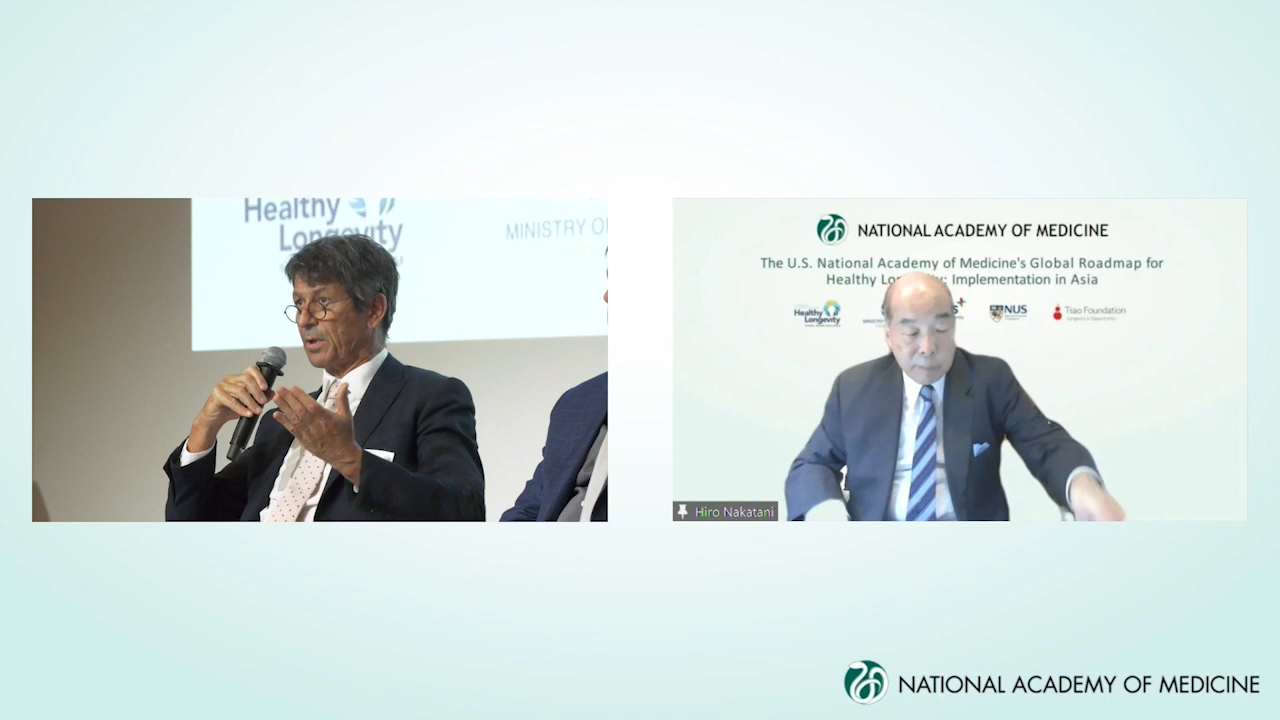 Healthy
Longevity
MINISTRY O
NATIONAL ACADEMY OF MEDICINE
The U.S. National Academy of Medicine's Global Roadmap for
Healthy Lo y: Implementation in Asia
Healthy
Longevity
NUS
Tsao Foundation
Hiro Nakatani
NATIONAL ACADEMY OF MEDICINE